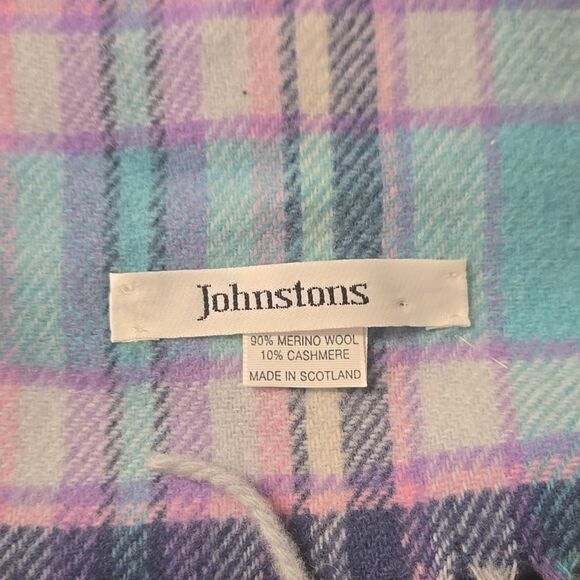 Johnstons
90% MERINO WOOL
10% CASHMERE
MADE IN SCOTLAND